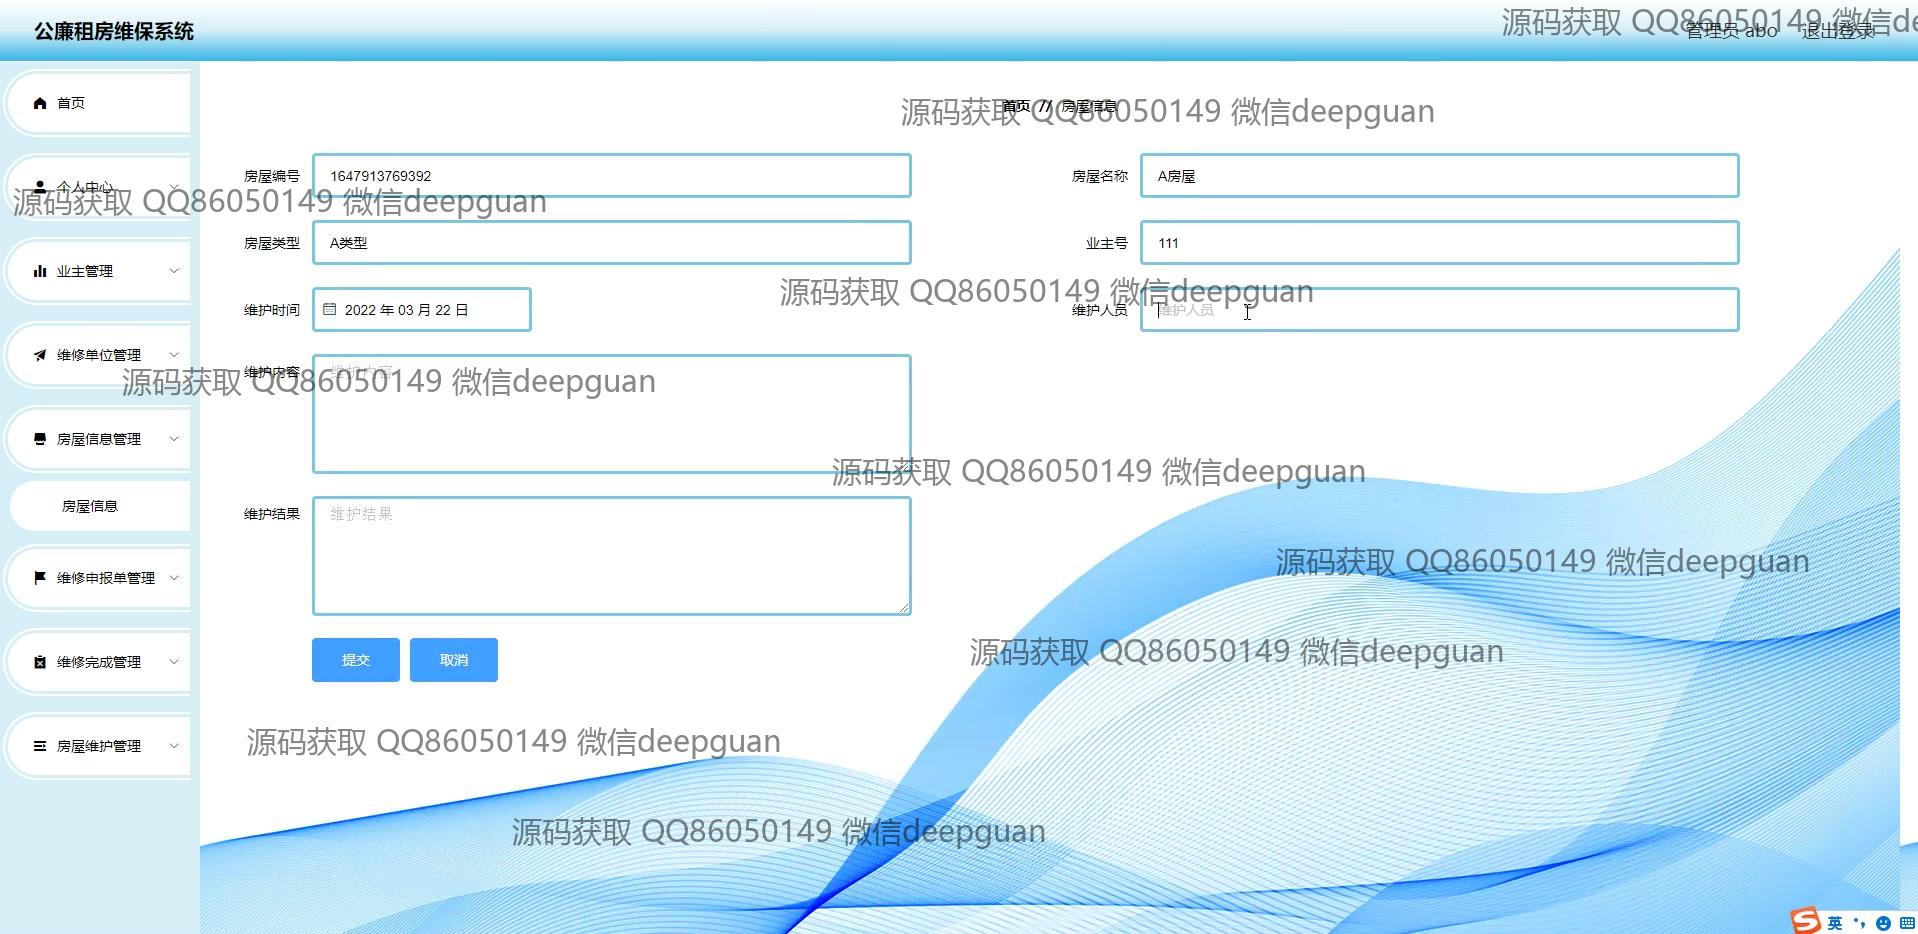 公廉租房维保系统
管理员 abo 退出登录
源码获取 QQ86050149 微信de
首页
首页 // 房屋信息
源码获取 QQ86050149 微信deepguan
个人中心
房屋编号 1647913769392 房屋名称 A房屋
源码获取 QQ86050149 微信deepguan
业主管理
房屋类型 A类型 业主号 111
源码获取 QQ86050149 微信deepguan
维护时间 2022 年 03 月 22 日 维护人员 维护人员
维修单位管理
维护内容 维护内容
源码获取 QQ86050149 微信deepguan
房屋信息管理
源码获取 QQ86050149 微信deepguan
房屋信息
维护结果 维护结果
源码获取 QQ86050149 微信deepguan
维修申报单管理
源码获取 QQ86050149 微信deepguan
提交 取消
维修完成管理
源码获取 QQ86050149 微信deepguan
房屋维护管理
源码获取 QQ86050149 微信deepguan
S 英